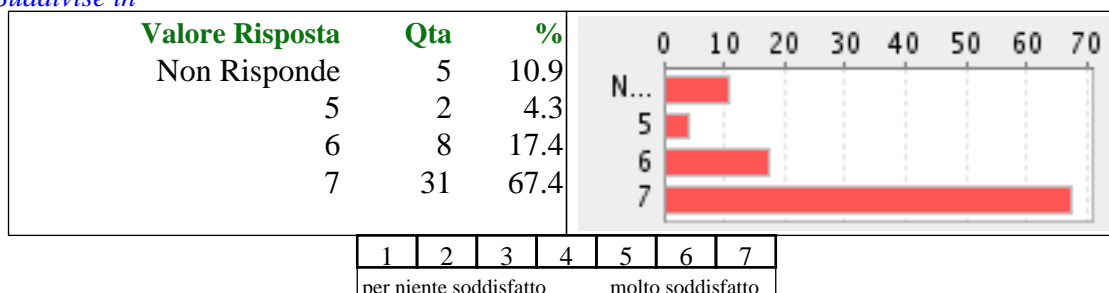 Suddivise in
Valore Risposta Qta %
Non Risponde 5 10.9
5 2 4.3
6 8 17.4
7 31 67.4
0 10 20 30 40 50 60 70
N...
5
6
7
1 2 3 4 5 6 7
per niente soddisfatto molto soddisfatto